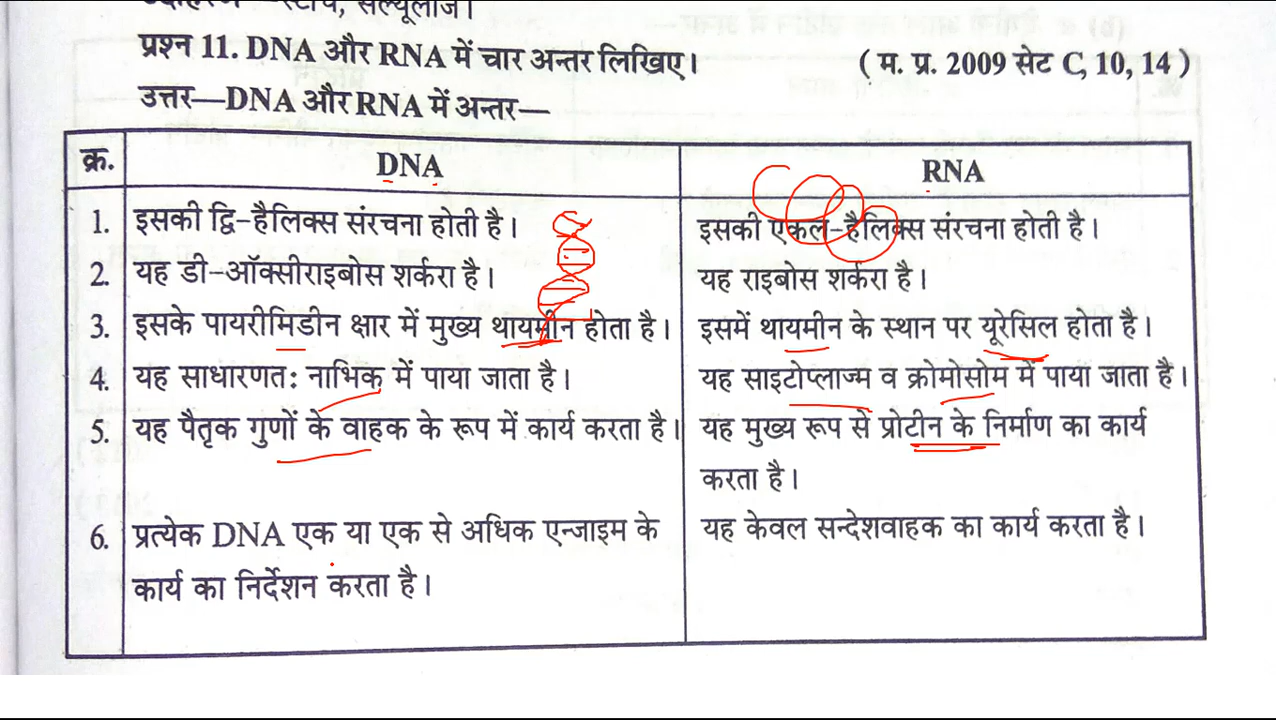 उदाहरण—स्टार्च, सेल्यूलोज।
प्रश्न 11. DNA और RNA में चार अन्तर लिखिए। ( म. प्र. 2009 सेट C, 10, 14 )
उत्तर—DNA और RNA में अन्तर—
क्र. DNA RNA
1. इसकी द्वि-हैलिक्स संरचना होती है। इसकी एकल-हैलिक्स संरचना होती है।
2. यह डी-ऑक्सीराइबोस शर्करा है। यह राइबोस शर्करा है।
3. इसके पायरीमिडीन क्षार में मुख्य थायमीन होता है। इसमें थायमीन के स्थान पर यूरेसिल होता है।
4. यह साधारणत: नाभिक में पाया जाता है। यह साइटोप्लाज्म व क्रोमोसोम में पाया जाता है।
5. यह पैतृक गुणों के वाहक के रूप में कार्य करता है। यह मुख्य रूप से प्रोटीन के निर्माण का कार्य
करता है।
6. प्रत्येक DNA एक या एक से अधिक एन्जाइम के यह केवल सन्देशवाहक का कार्य करता है।
कार्य का निर्देशन करता है।